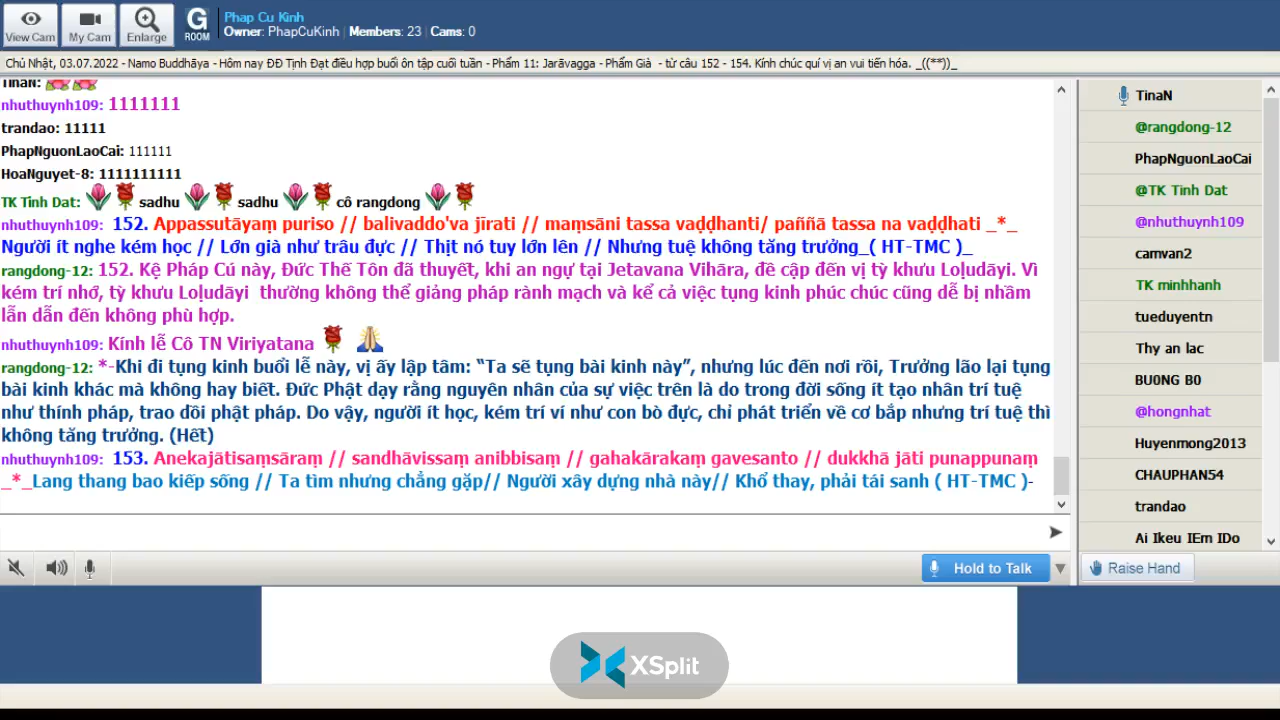 View Cam
My Cam
Enlarge
G
ROOM
Phap Cu Kinh
Owner: PhapCuKinh | Members: 23 | Cams: 0
Chủ Nhật, 03.07.2022 - Namo Buddhāya - Hôm nay ĐĐ Tịnh Đạt điều hợp buổi ôn tập cuối tuần - Phẩm 11: Jarāvagga - Phẩm Già - từ câu 152 - 154. Kính chúc quí vị an vui tiến hóa. _((**))_
TinaN:
nhuthuynh109: 1111111
trandao: 11111
PhapNguonLaoCai: 111111
HoaNguyet-8: 1111111111
TK Tinh Dat: sadhu sadhu cô rangdong
nhuthuynh109: 152. Appassutāyaṃ puriso // balivaddo'va jīrati // maṃsāni tassa vaḍḍhanti/ paññā tassa na vaḍḍhati _*_
Người ít nghe kém học // Lớn già như trâu đực // Thịt nó tuy lớn lên // Nhưng tuệ không tăng trưởng_( HT-TMC )_
rangdong-12: 152. Kệ Pháp Cú này, Đức Thế Tôn đã thuyết, khi an ngự tại Jetavana Vihāra, đề cập đến vị tỳ khưu Loḷudāyi. Vì
kém trí nhớ, tỳ khưu Loḷudāyi thường không thể giảng pháp rành mạch và kể cả việc tụng kinh phúc chúc cũng dễ bị nhầm
lẫn dẫn đến không phù hợp.
nhuthuynh109: Kính lễ Cô TN Viriyatana
rangdong-12: *-Khi đi tụng kinh buổi lễ này, vị ấy lập tâm: “Ta sẽ tụng bài kinh này”, nhưng lúc đến nơi rồi, Trưởng lão lại tụng
bài kinh khác mà không hay biết. Đức Phật dạy rằng nguyên nhân của sự việc trên là do trong đời sống ít tạo nhân trí tuệ
như thính pháp, trao dồi phật pháp. Do vậy, người ít học, kém trí ví như con bò đực, chỉ phát triển về cơ bắp nhưng trí tuệ thì
không tăng trưởng. (Hết)
nhuthuynh109: 153. Anekajātisaṃsāraṃ // sandhāvissaṃ anibbisaṃ // gahakārakaṃ gavesanto // dukkhā jāti punappunaṃ
_*_Lang thang bao kiếp sống // Ta tìm nhưng chẳng gặp// Người xây dựng nhà này// Khổ thay, phải tái sanh ( HT-TMC )-
TinaN
@rangdong-12
PhapNguonLaoCai
@TK Tinh Dat
@nhuthuynh109
camvan2
TK minhhanh
tueduyentn
Thy an lac
BU0NG B0
@hongnhat
Huyenmong2013
CHAUPHAN54
trandao
Ai Ikeu IEm IDo
Hold to Talk
Raise Hand
XSplit